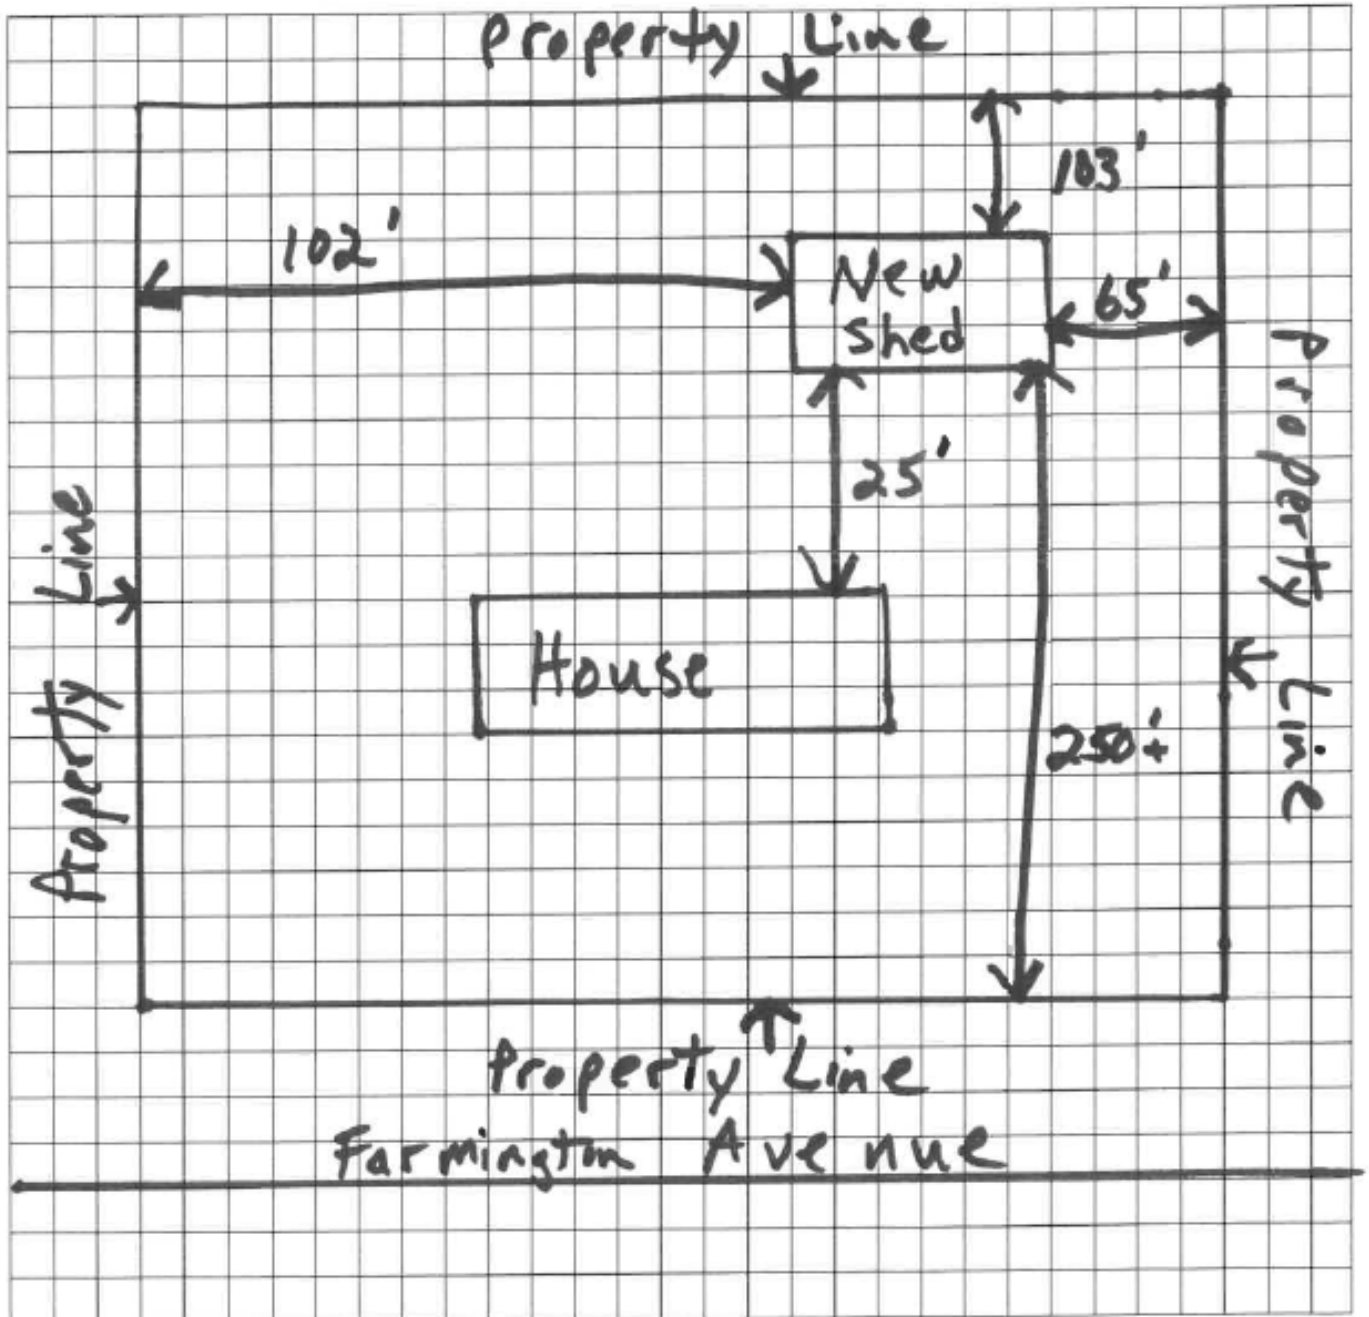 Property Line
103'
102'
New
Shed
65'
Property Line
25'
Property Line
House
250'±
Property Line
Farmington Avenue